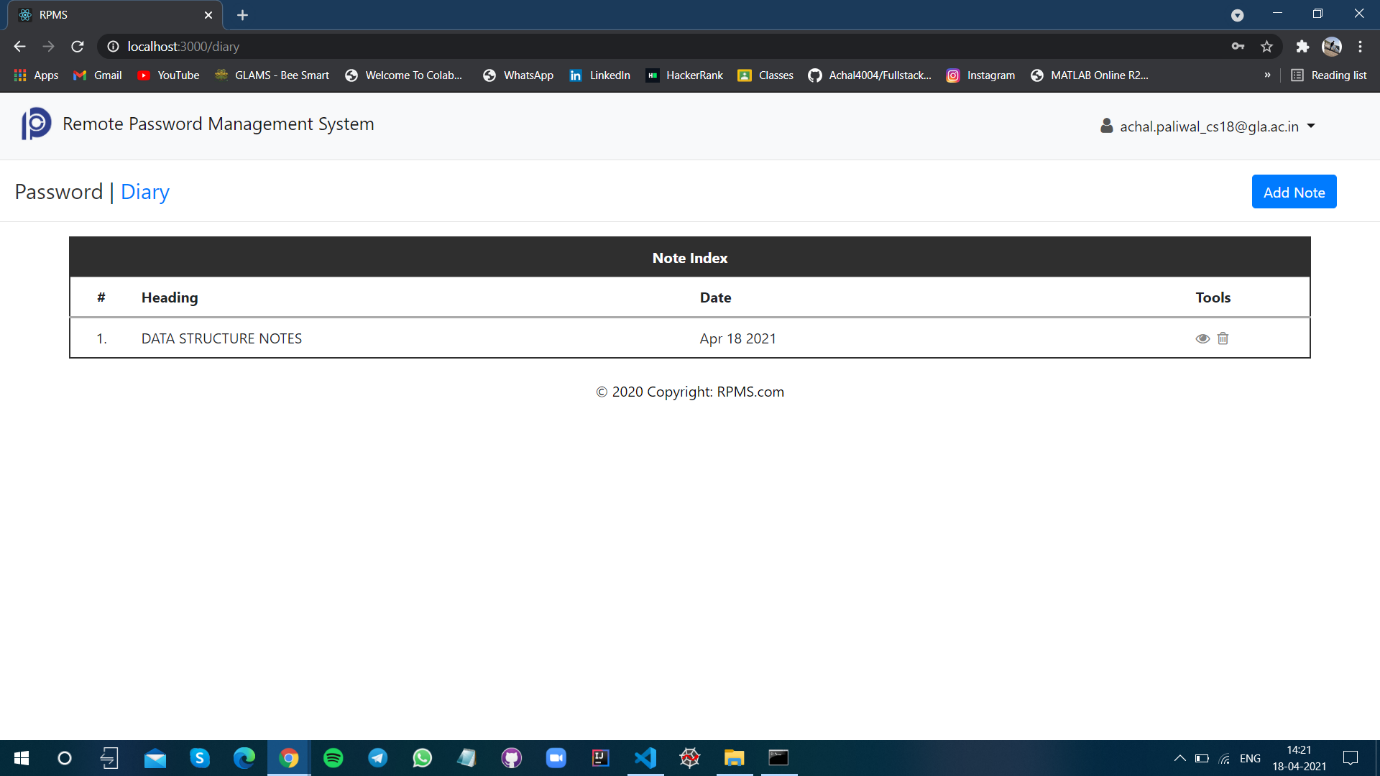 RPMS
localhost:3000/diary
Apps Gmail YouTube GLAMS - Bee Smart Welcome To Colab... WhatsApp LinkedIn HackerRank Classes Achal4004/Fullstack... Instagram MATLAB Online R2... » Reading list
Remote Password Management System achal.paliwal_cs18@gla.ac.in
Password | Diary Add Note
Note Index
# Heading Date Tools
1. DATA STRUCTURE NOTES Apr 18 2021
© 2020 Copyright: RPMS.com
ENG 14:21
18-04-2021